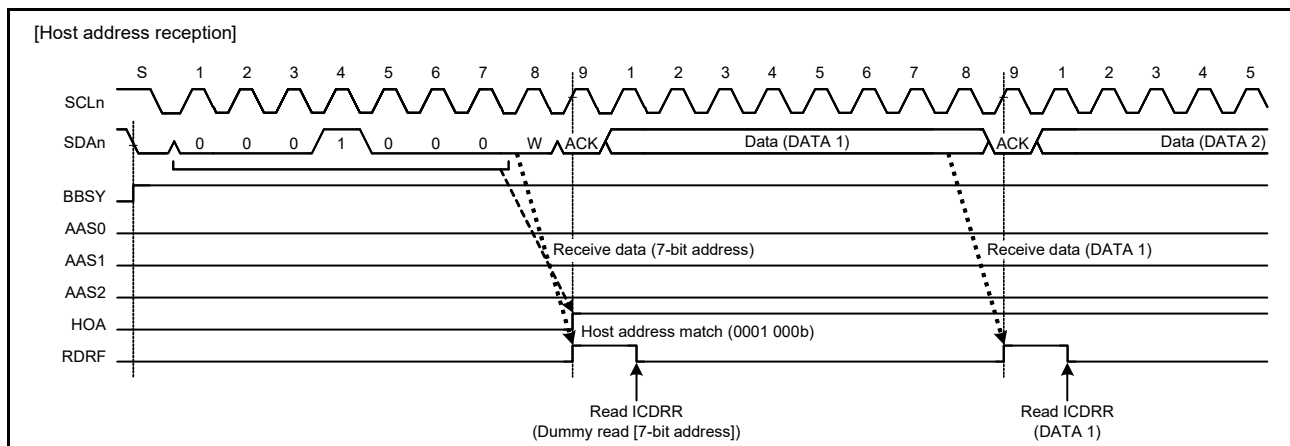 [Host address reception]
S 1 2 3 4 5 6 7 8 9 1 2 3 4 5 6 7 8 9 1 2 3 4 5
SCLn
SDAn 0 0 0 1 0 0 0 W ACK Data (DATA 1) ACK Data (DATA 2)
BBSY
AAS0
Receive data (7-bit address) Receive data (DATA 1)
AAS1
AAS2
HOA
Host address match (0001 000b)
RDRF
Read ICDRR Read ICDRR
(Dummy read [7-bit address]) (DATA 1)